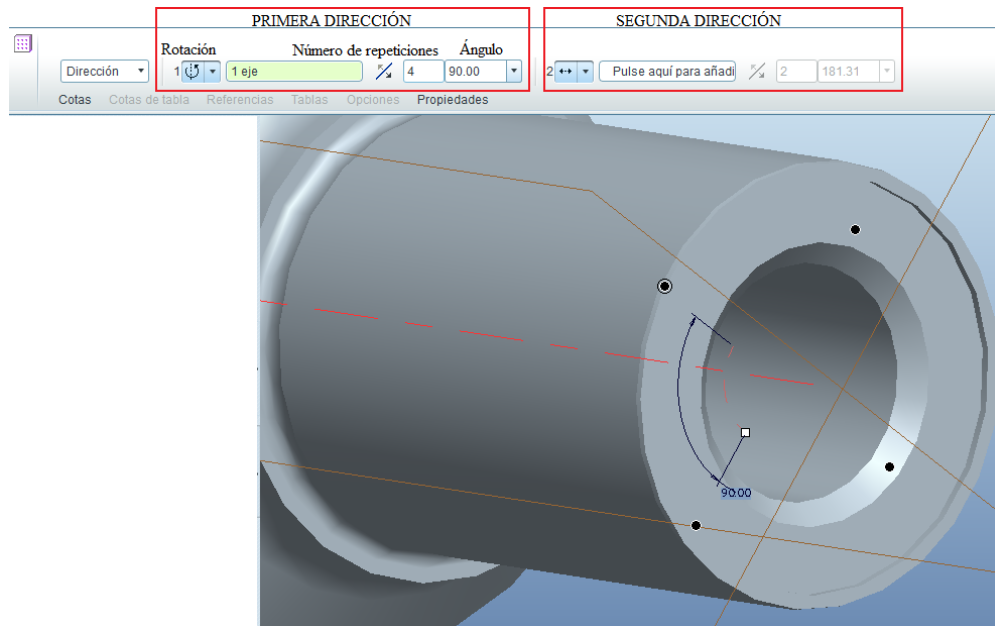 PRIMERA DIRECCIÓN SEGUNDA DIRECCIÓN
Rotación Número de repeticiones Ángulo
Dirección 1 1 eje 4 90.00 2 Pulse aquí para añadi 2 181.31
Cotas Cotas de tabla Referencias Tablas Opciones Propiedades
90.00